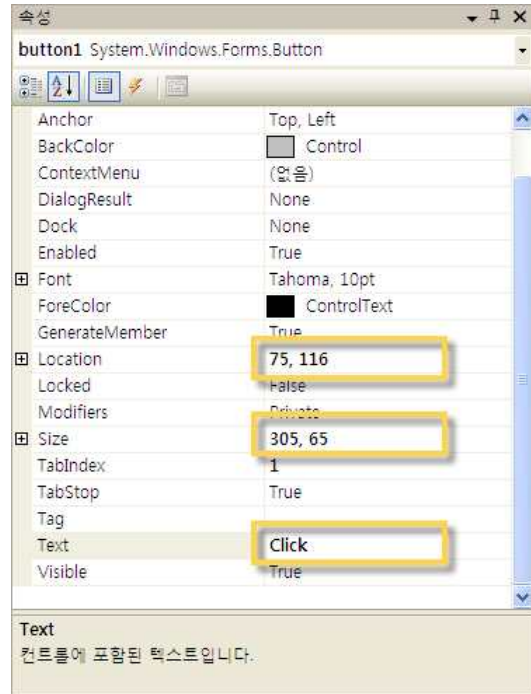 속성
button1 System.Windows.Forms.Button
Anchor Top, Left
BackColor Control
ContextMenu (없음)
DialogResult None
Dock None
Enabled True
Font Tahoma, 10pt
ForeColor ControlText
GenerateMember True
Location 75, 116
Locked False
Modifiers Private
Size 305, 65
TabIndex 1
TabStop True
Tag
Text Click
Visible True
Text
컨트롤에 포함된 텍스트입니다.